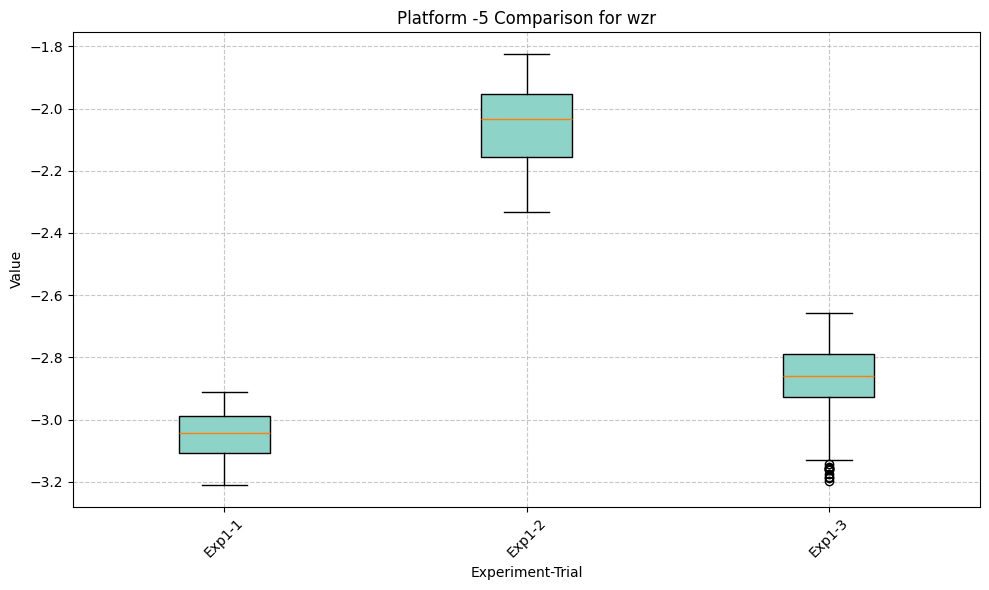 Platform -5 Comparison for wzr
Value
−1.8
−2.0
−2.2
−2.4
−2.6
−2.8
−3.0
−3.2
Exp1-1
Exp1-2
Exp1-3
Experiment-Trial